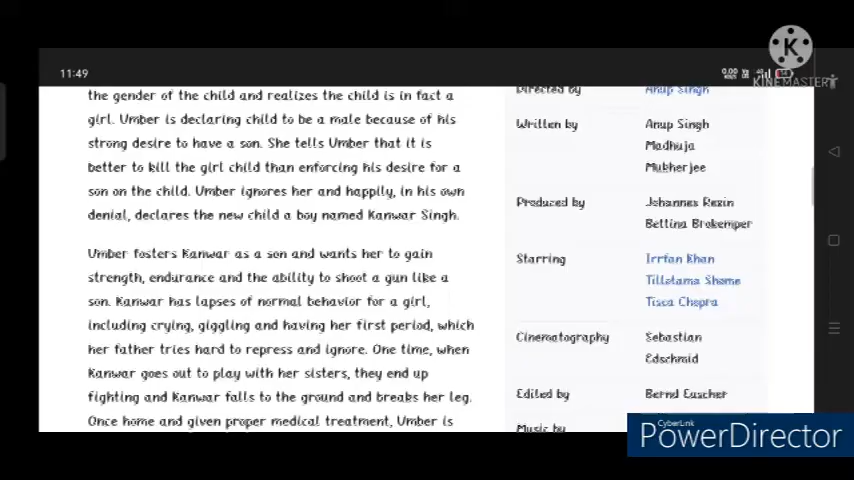 11:49
0.00
K
KINEMASTER
the gender of the child and realizes the child is in fact a
girl. Umber is declaring child to be a male because of his
strong desire to have a son. She tells Umber that it is
better to kill the girl child than enforcing his desire for a
son on the child. Umber ignores her and happily, in his own
denial, declares the new child a boy named Kanwar Singh.
Umber fosters Kanwar as a son and wants her to gain
strength, endurance and the ability to shoot a gun like a
son. Kanwar has lapses of normal behavior for a girl,
including crying, giggling and having her first period, which
her father tries hard to repress and ignore. One time, when
Kanwar goes out to play with her sisters, they end up
fighting and Kanwar falls to the ground and breaks her leg.
Once home and given proper medical treatment, Umber is
Directed by Anup Singh
Written by Anup Singh
Madhuja
Mukherjee
Produced by Johannes Rexin
Bettina Brokemper
Starring Irrfan Khan
Tillotama Shome
Tisca Chopra
Cinematography Sebastian
Edschmid
Edited by Bernd Euscher
Music by
CyberLink
PowerDirector